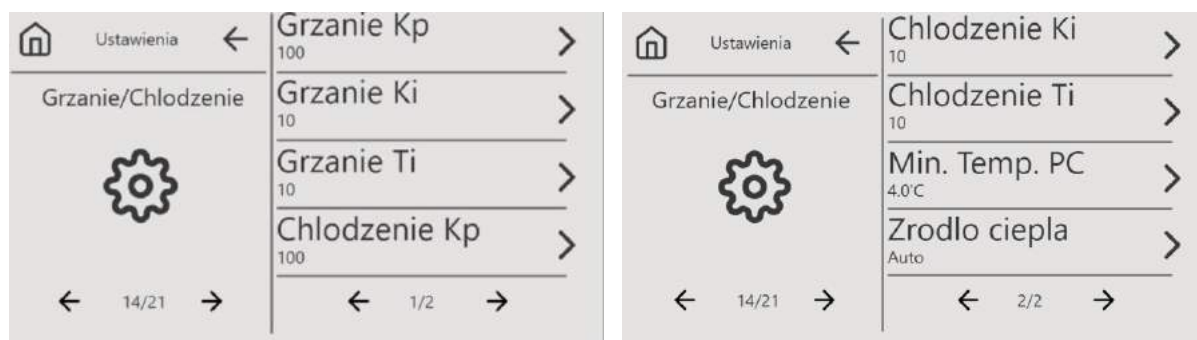 Ustawienia
Grzanie/Chlodzenie
14/21
Grzanie Kp
100
Grzanie Ki
10
Grzanie Ti
10
Chlodzenie Kp
100
1/2
Ustawienia
Grzanie/Chlodzenie
14/21
Chlodzenie Ki
10
Chlodzenie Ti
10
Min. Temp. PC
4.0'C
Zrodlo ciepla
Auto
2/2